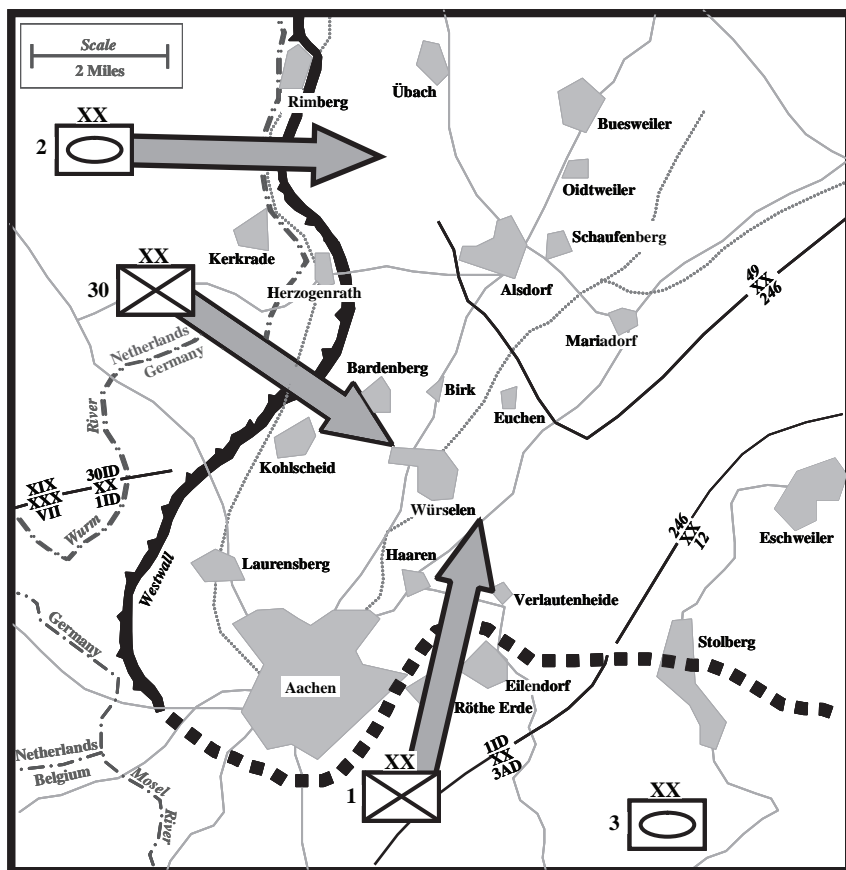 Scale
2 Miles
Rimberg
Übach
Buesweiler
XX
2
Oidtweiler
Kerkrade
Schaufenberg
XX
30
Herzogenrath
Alsdorf
49
XX
246
Mariadorf
Netherlands
Germany
Bardenberg
Birk
Euchen
River
Kohlscheid
XIX
XXX
VII
30ID
XX
1ID
Wurm
Würselen
246
XX
12
Eschweiler
Westwall
Laurensberg
Haaren
Verlautenheide
Germany
Stolberg
Aachen
Eilendorf
Röthe Erde
Netherlands
Belgium
Mosel
River
1ID
XX
3AD
XX
1
XX
3